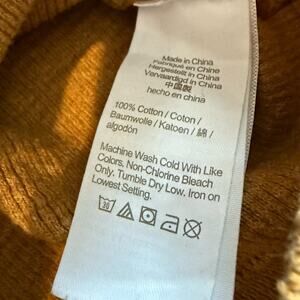 Made in China
Fabriqué en Chine
Hergestellt in China
Vervaardigd in China
中国製
hecho en china
100% Cotton / Coton /
Baumwolle / Katoen / 綿 /
algodón
Machine Wash Cold With Like
Colors, Non-Chlorine Bleach
Only. Tumble Dry Low. Iron on
Lowest Setting.
30